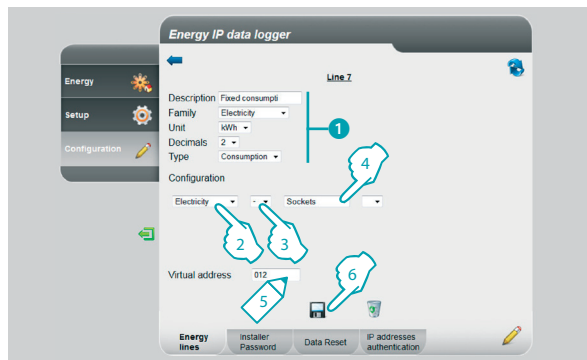 Energy IP data logger
Line 7
Energy
Setup
Configuration
Description Fixed consumpti
Family Electricity
Unit kWh
Decimals 2
Type Consumption
1
Configuration
4
Electricity - Sockets
2
3
Virtual address 012
5
6
Energy lines
Installer Password
Data Reset
IP addresses authentication